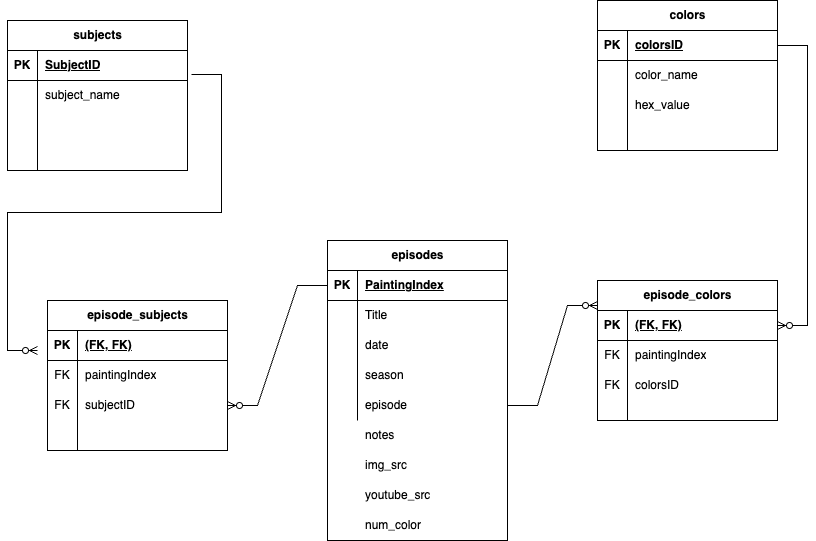 subjects
PK SubjectID
subject_name
colors
PK colorsID
color_name
hex_value
episodes
PK PaintingIndex
Title
date
season
episode
notes
img_src
youtube_src
num_color
episode_subjects
PK (FK, FK)
FK paintingIndex
FK subjectID
episode_colors
PK (FK, FK)
FK paintingIndex
FK colorsID